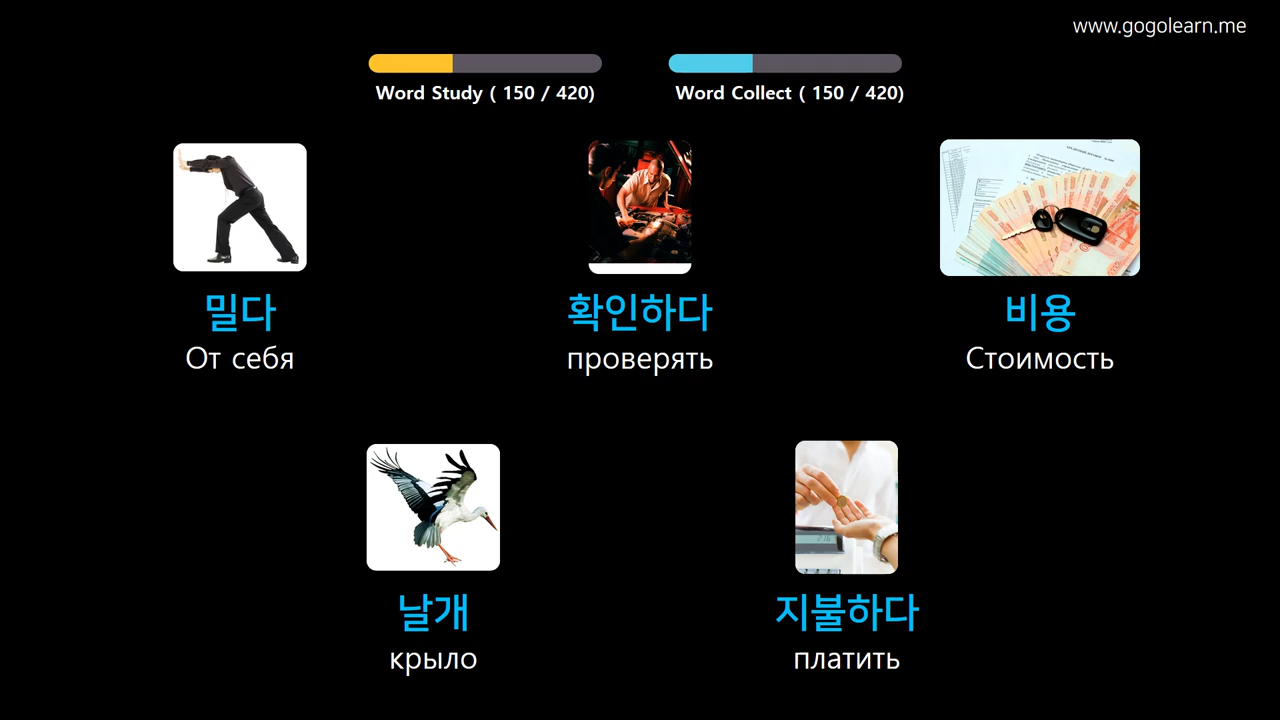 www.gogolearn.me
Word Study ( 150 / 420)
Word Collect ( 150 / 420)
밀다
От себя
확인하다
проверять
비용
Стоимость
날개
крыло
지불하다
платить